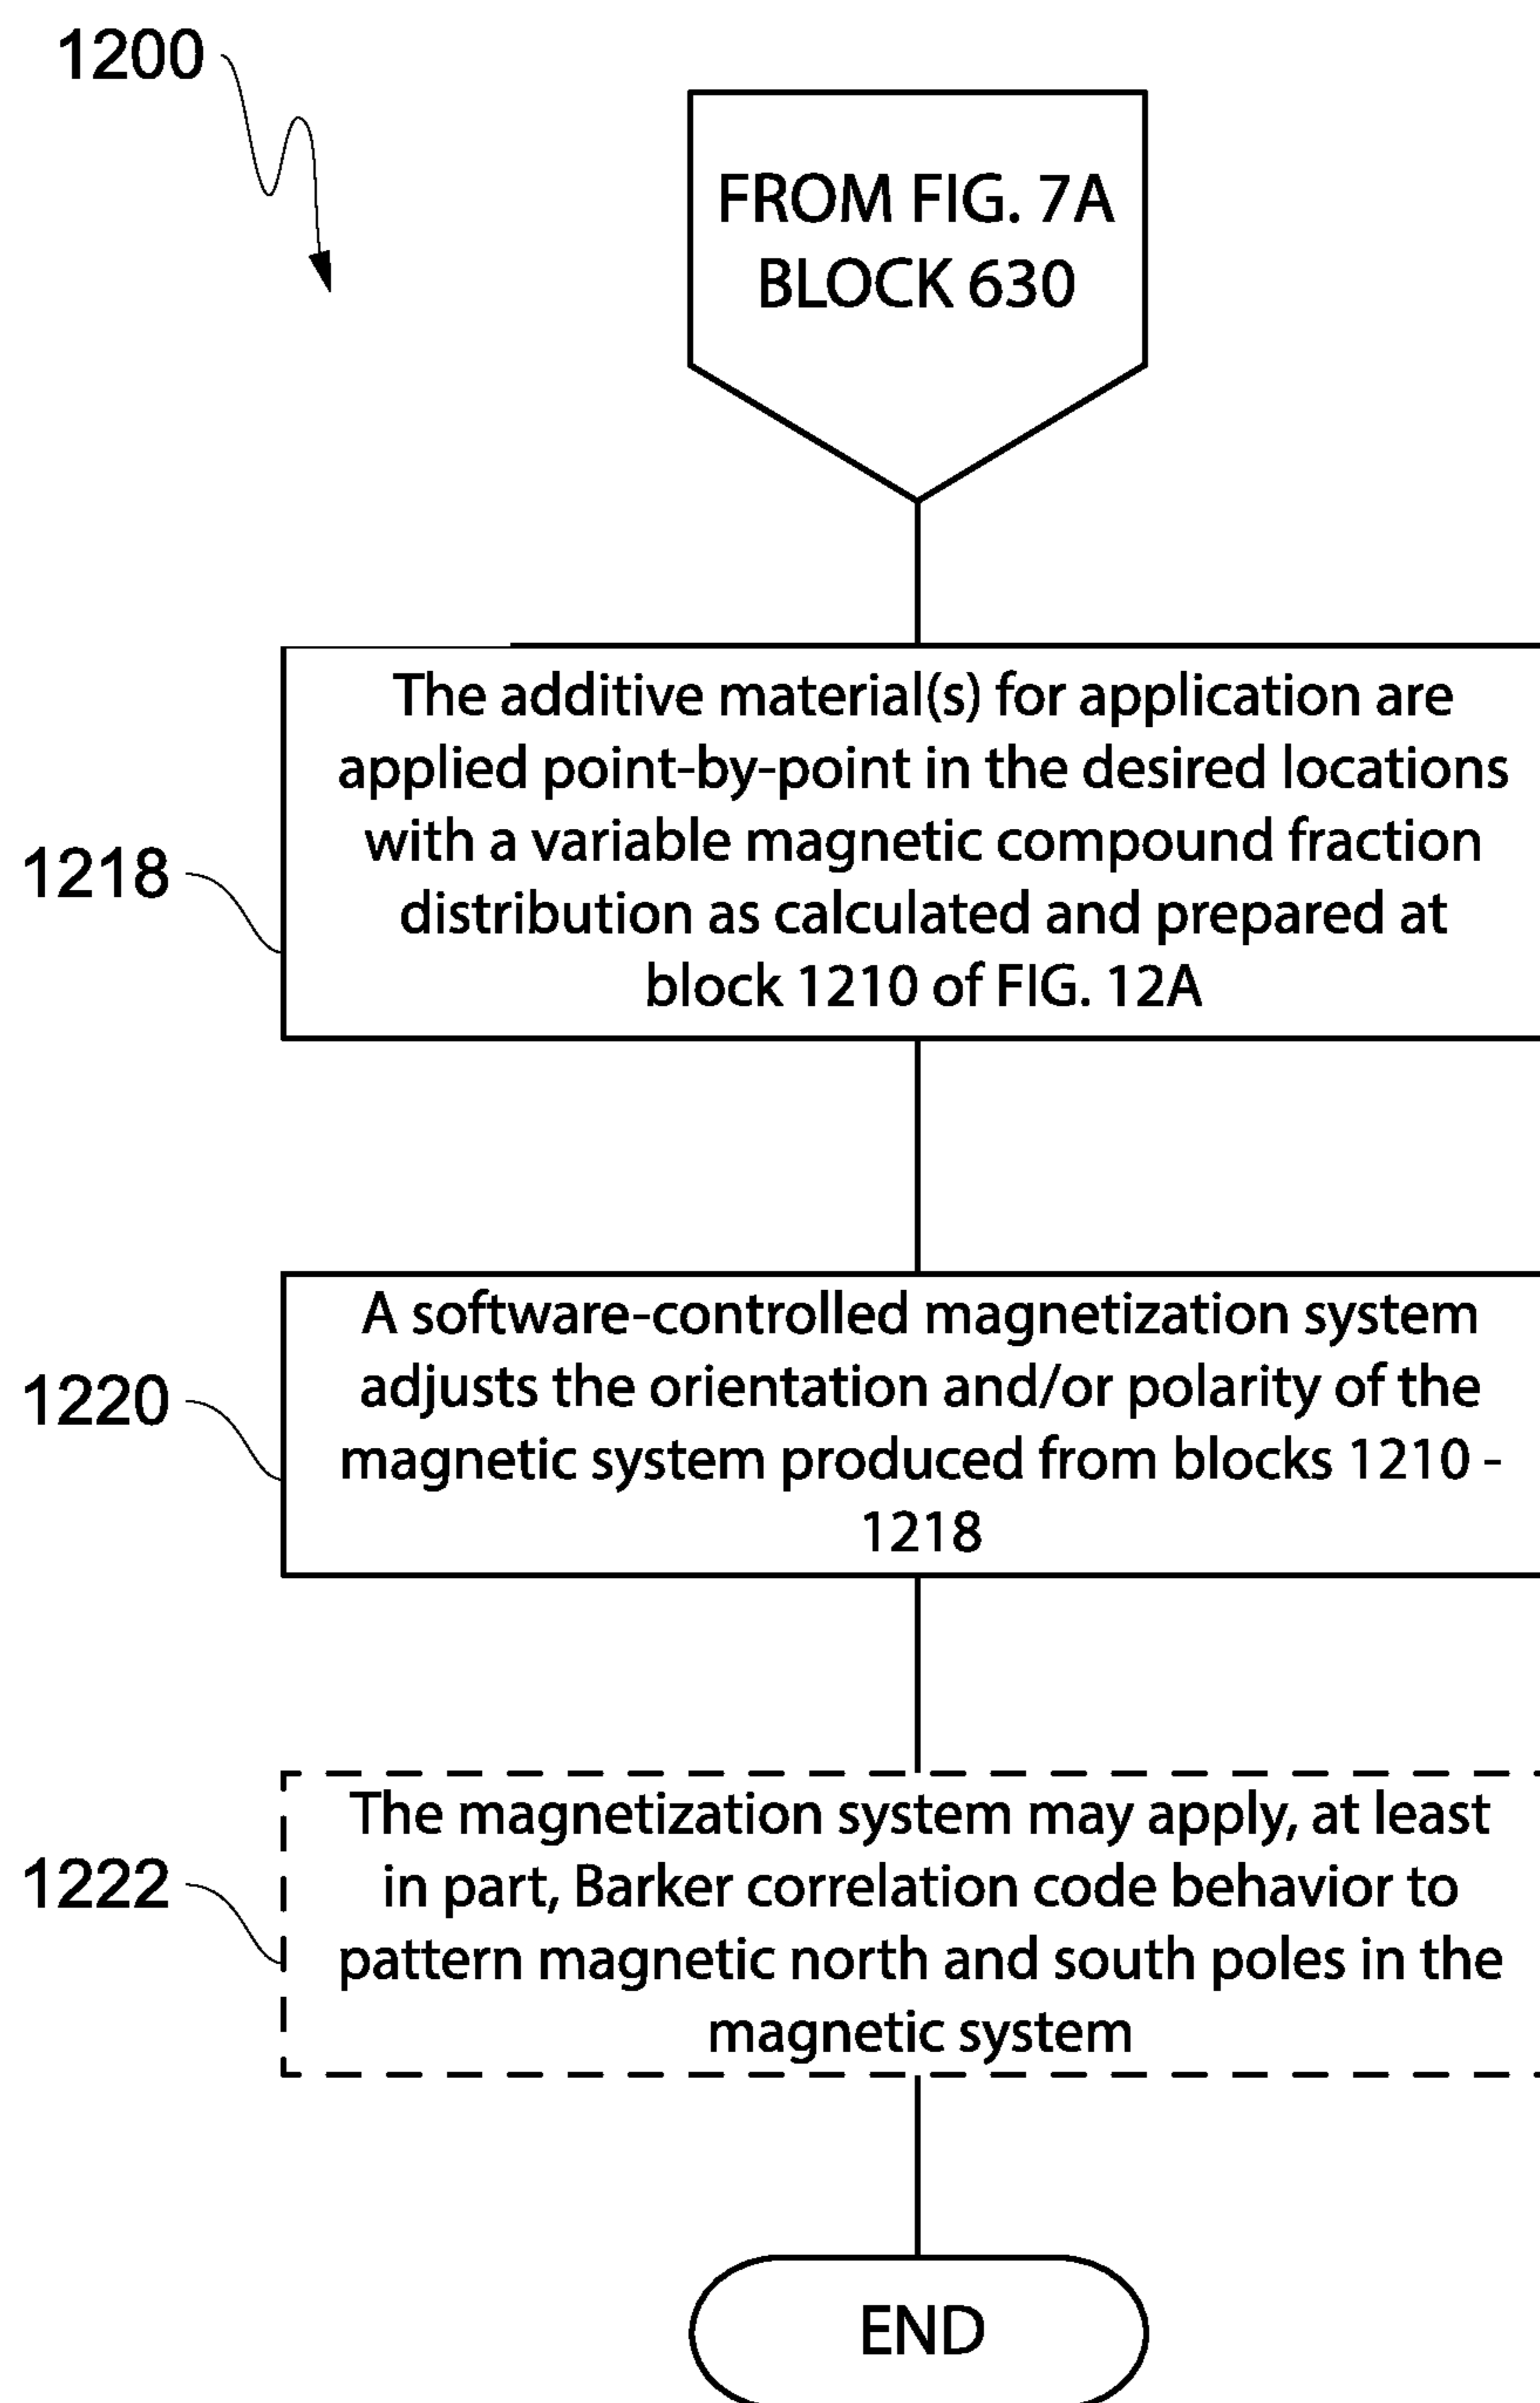 1200
FROM FIG. 7A
BLOCK 630
The additive material(s) for application are
applied point-by-point in the desired locations
with a variable magnetic compound fraction
1218
distribution as calculated and prepared at
block 1210 of FIG. 12A
A software-controlled magnetization system
1220
adjusts the orientation and/or polarity of the
magnetic system produced from blocks 1210 -
1218
The magnetization system may apply, at least
1222
in part, Barker correlation code behavior to
pattern magnetic north and south poles in the
magnetic system
END